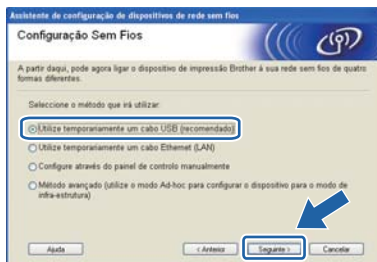 Assistente de configuração de dispositivos de rede sem fios
Configuração Sem Fios
A partir daqui, pode agora ligar o dispositivo de impressão Brother à sua rede sem fios de quatro
formas diferentes.
Seleccione o método que irá utilizar:
Utilize temporariamente um cabo USB (recomendado)
Utilize temporariamente um cabo Ethernet (LAN)
Configure através do painel de controlo manualmente
Método avançado (utilize o modo Ad-hoc para configurar o dispositivo para o modo de
infra-estrutura)
Ajuda
< Anterior
Seguinte >
Cancelar